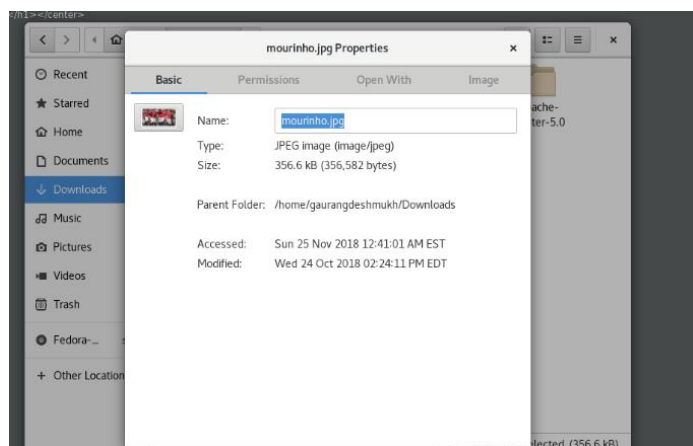 </h1></center>
mourinho.jpg Properties
Recent
Starred
Home
Documents
Downloads
Music
Pictures
Videos
Trash
Fedora-...
+ Other Location
Basic Permissions Open With Image
Name: mourinho.jpg
Type: JPEG image (image/jpeg)
Size: 356.6 kB (356,582 bytes)
Parent Folder: /home/gaurangdeshmukh/Downloads
Accessed: Sun 25 Nov 2018 12:41:01 AM EST
Modified: Wed 24 Oct 2018 02:24:11 PM EDT
ache-
ter-5.0
elected (356.6 kB)